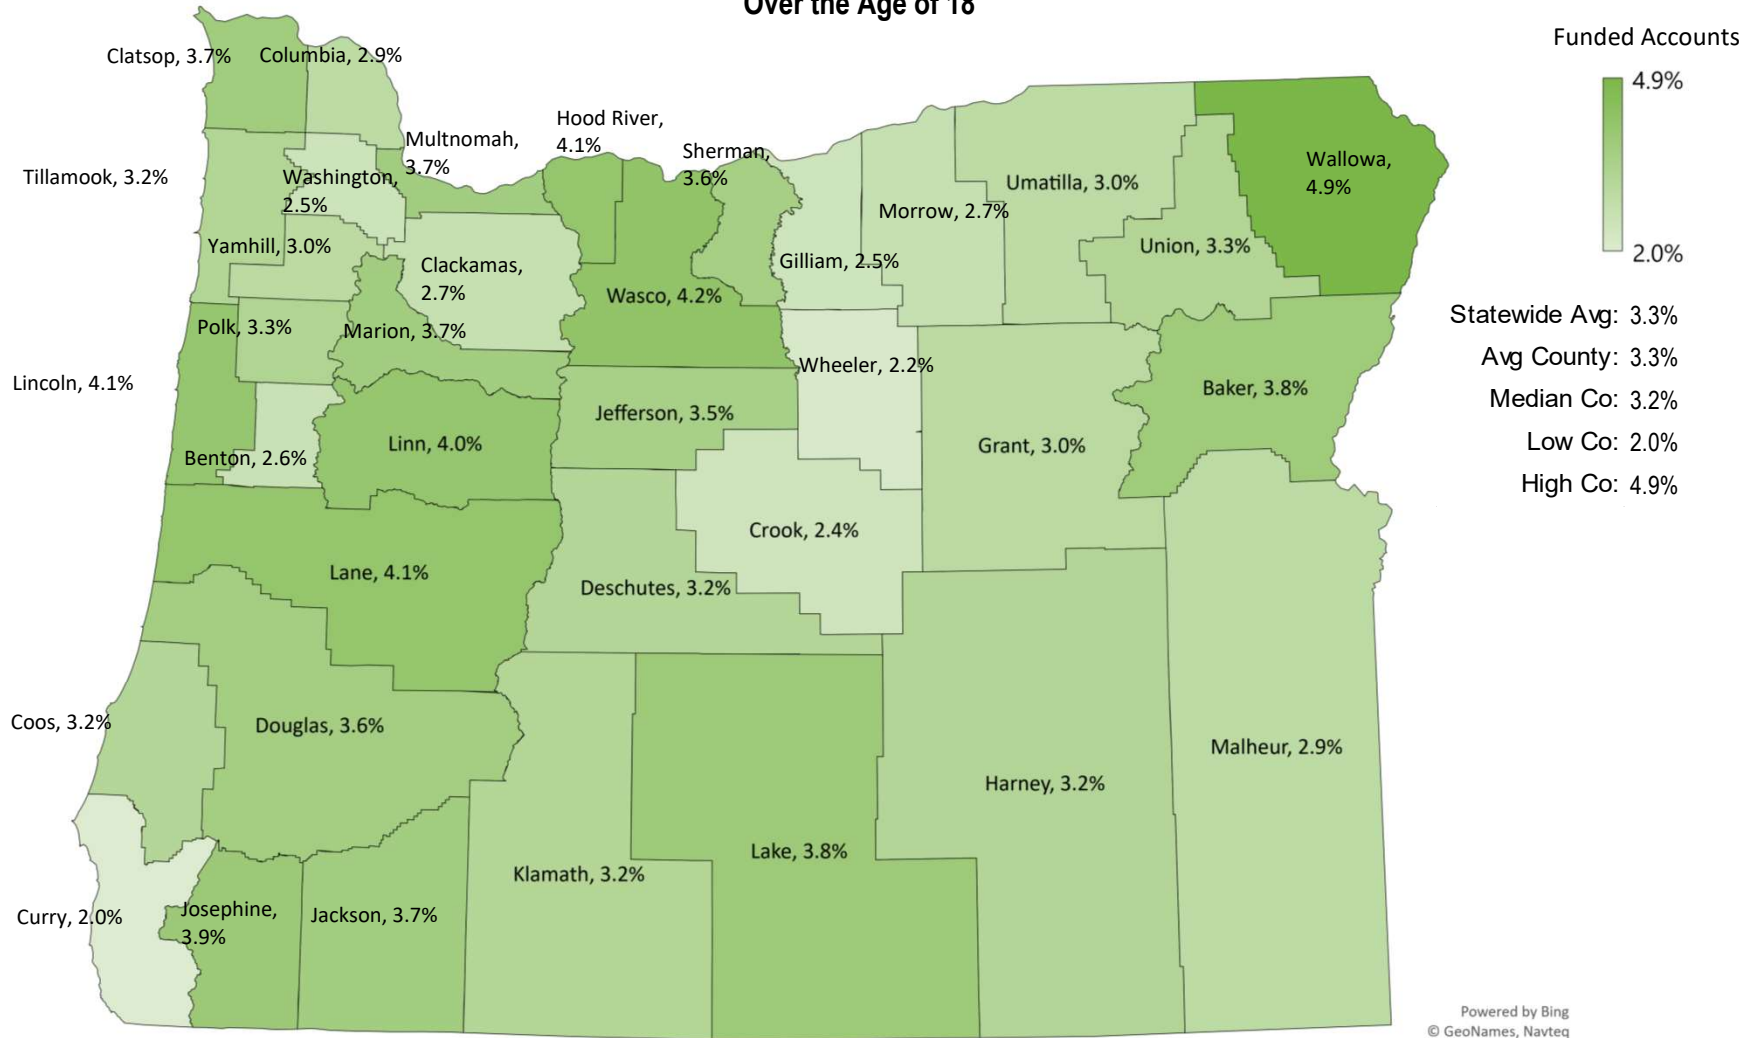 Over the Age of 18
Clatsop, 3.7%
Columbia, 2.9%
Funded Accounts
4.9%
2.0%
Hood River,
4.1%
Multnomah,
3.7%
Sherman,
3.6%
Wallowa,
4.9%
Tillamook, 3.2%
Washington,
2.5%
Umatilla, 3.0%
Morrow, 2.7%
Yamhill, 3.0%
Union, 3.3%
Clackamas,
2.7%
Gilliam, 2.5%
Wasco, 4.2%
Statewide Avg: 3.3%
Avg County: 3.3%
Median Co: 3.2%
Low Co: 2.0%
High Co: 4.9%
Polk, 3.3%
Marion, 3.7%
Wheeler, 2.2%
Lincoln, 4.1%
Baker, 3.8%
Jefferson, 3.5%
Linn, 4.0%
Grant, 3.0%
Benton, 2.6%
Crook, 2.4%
Lane, 4.1%
Deschutes, 3.2%
Coos, 3.2%
Douglas, 3.6%
Malheur, 2.9%
Harney, 3.2%
Lake, 3.8%
Klamath, 3.2%
Curry, 2.0%
Josephine,
3.9%
Jackson, 3.7%
Powered by Bing
© GeoNames, Navteq